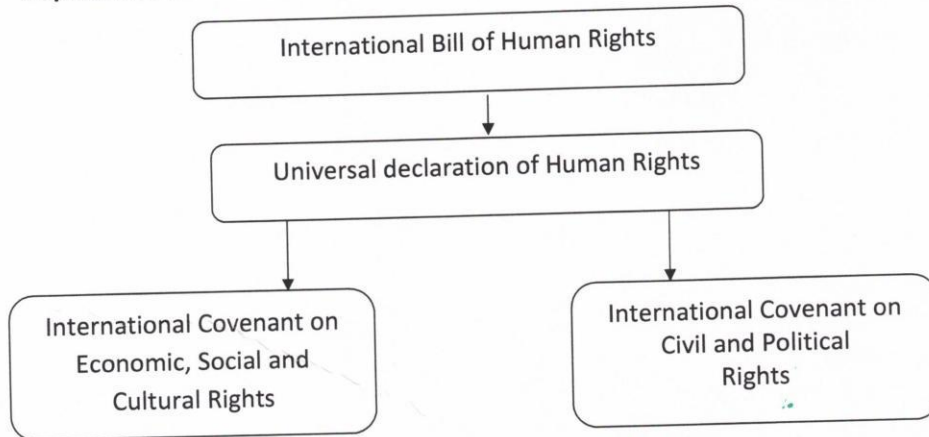 International Bill of Human Rights
Universal declaration of Human Rights
International Covenant on
Economic, Social and
Cultural Rights
International Covenant on
Civil and Political
Rights